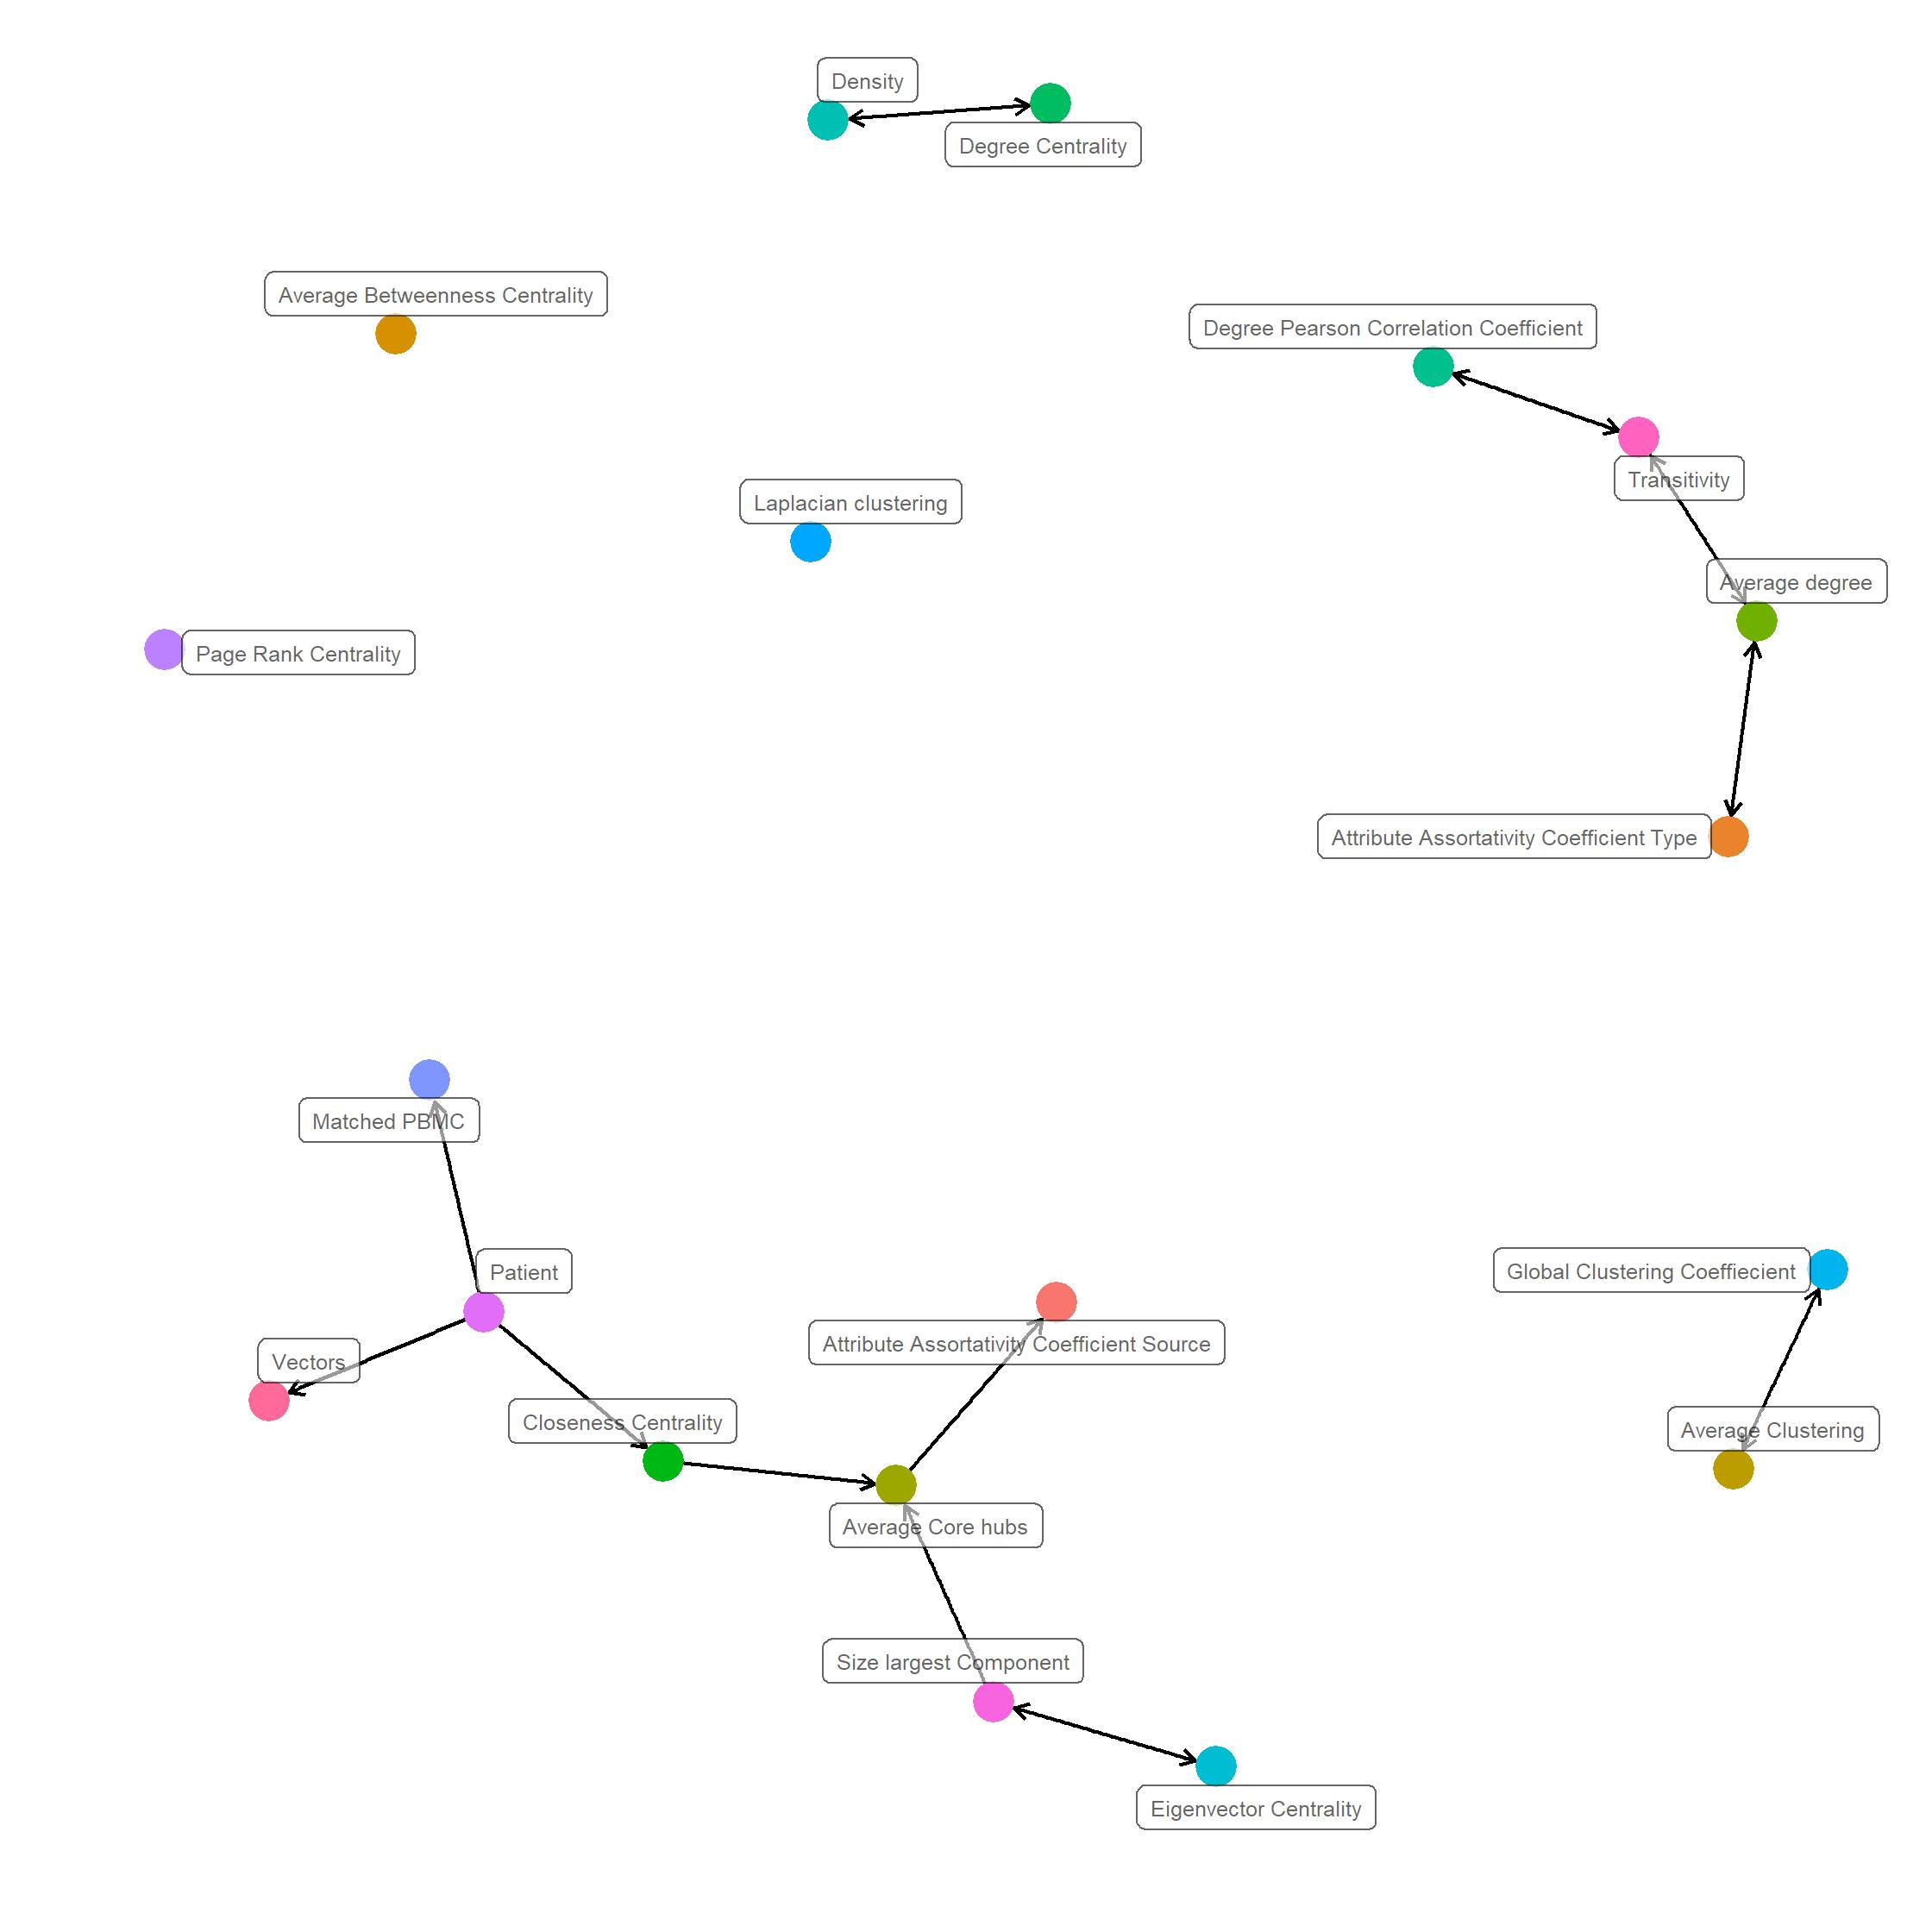 Density
Degree Centrality
Average Betweenness Centrality
Degree Pearson Correlation Coefficient
Transitivity
Laplacian clustering
Average degree
Page Rank Centrality
Attribute Assortativity Coefficient Type
Matched PBMC
Patient
Global Clustering Coeffiecient
Attribute Assortativity Coefficient Source
Vectors
Closeness Centrality
Average Clustering
Average Core hubs
Size largest Component
Eigenvector Centrality